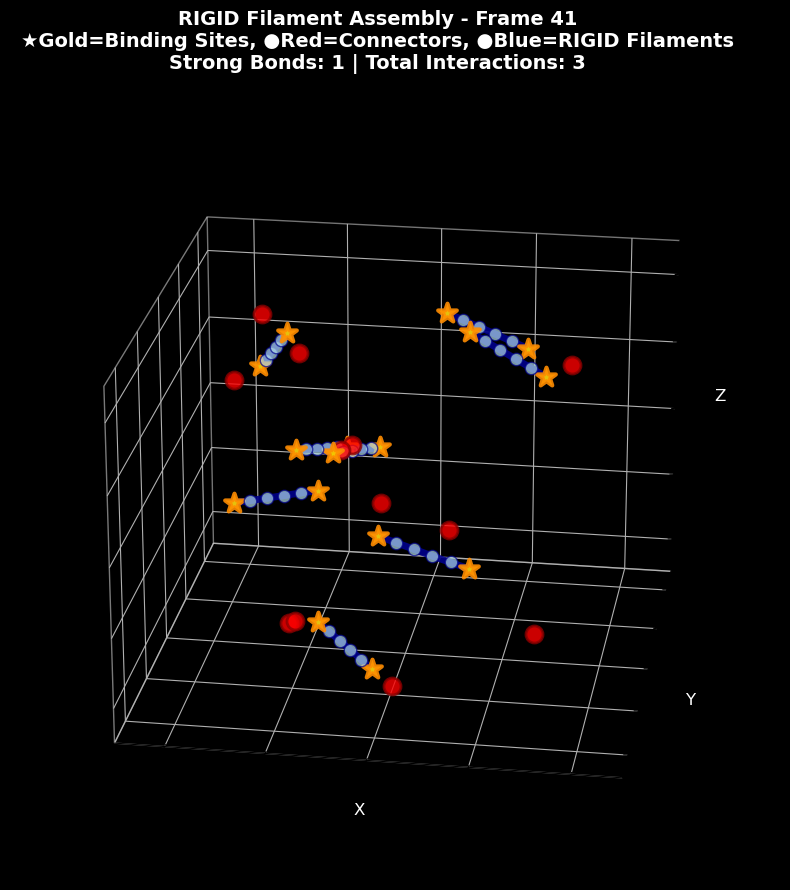 RIGID Filament Assembly - Frame 41
★Gold=Binding Sites, ●Red=Connectors, ●Blue=RIGID Filaments
Strong Bonds: 1 | Total Interactions: 3
Z
Y
X